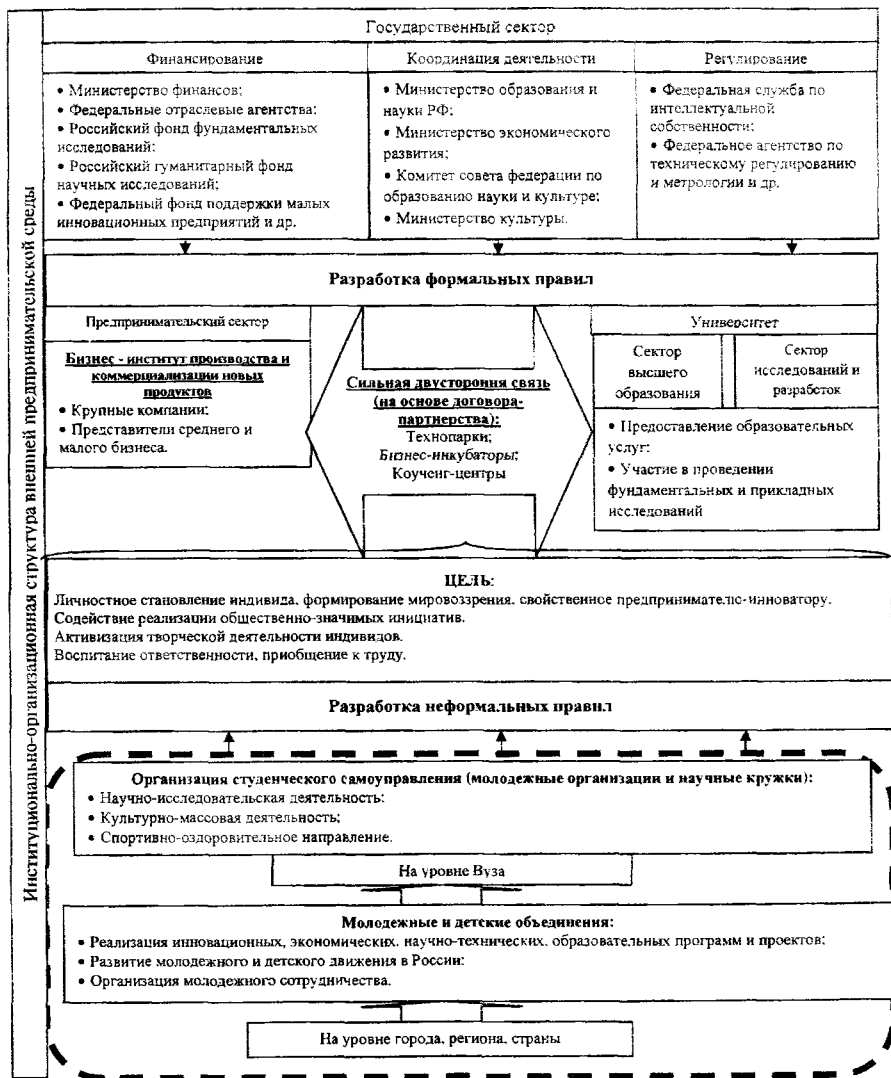 Институционально-организационная структура внешней предпринимательской среды
Государственный сектор
Финансирование
• Министерство финансов;
• Федеральные отраслевые агентства;
• Российский фонд фундаментальных
исследований;
• Российский гуманитарный фонд
научных исследований;
• Федеральный фонд поддержки малых
инновационных предприятий и др.
Координация деятельности
• Министерство образования и
науки РФ;
• Министерство экономического
развития;
• Комитет совета федерации по
образованию науки и культуре;
• Министерство культуры.
Регулирование
• Федеральная служба по
интеллектуальной
собственности;
• Федеральное агентство по
техническому регулированию
и метрологии и др.
Разработка формальных правил
Предпринимательский сектор
Бизнес - институт производства и
коммерциализации новых
продуктов
• Крупные компании;
• Представители среднего и
малого бизнеса.
Сильная двустороння связь
(на основе договора-
партнерства):
Технопарки;
Бизнес-инкубаторы;
Коученг-центры
Университет
Сектор
высшего
образования
Сектор
исследований и
разработок
• Предоставление образовательных
услуг;
• Участие в проведении
фундаментальных и прикладных
исследований
ЦЕЛЬ:
Личностное становление индивида, формирование мировоззрения, свойственное предпринимателю-инноватору.
Содействие реализации общественно-значимых инициатив.
Активизация творческой деятельности индивидов.
Воспитание ответственности, приобщение к труду.
Разработка неформальных правил
Организация студенческого самоуправления (молодежные организации и научные кружки):
• Научно-исследовательская деятельность;
• Культурно-массовая деятельность;
• Спортивно-оздоровительное направление.
На уровне Вуза
Молодежные и детские объединения:
• Реализация инновационных, экономических, научно-технических, образовательных программ и проектов;
• Развитие молодежного и детского движения в России;
• Организация молодежного сотрудничества.
На уровне города, региона, страны